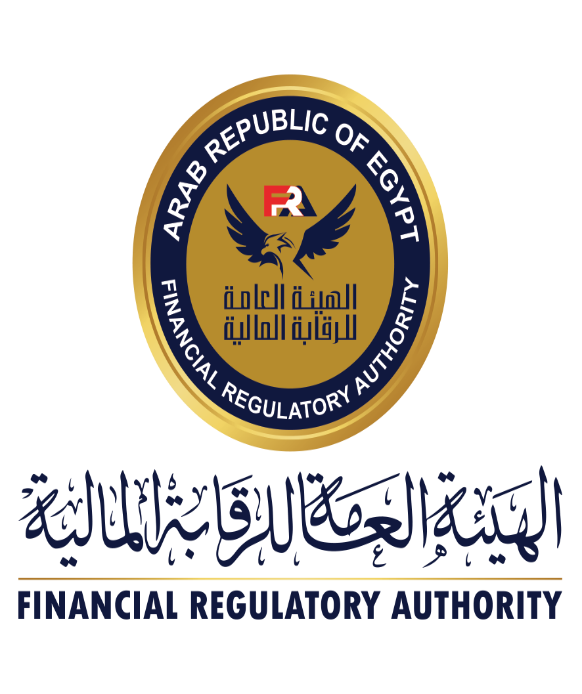 ARAB REPUBLIC OF EGYPT
FRA
الهيئة العامة
للرقابة المالية
FINANCIAL REGULATORY AUTHORITY
الهيئة العامة للرقابة المالية
FINANCIAL REGULATORY AUTHORITY